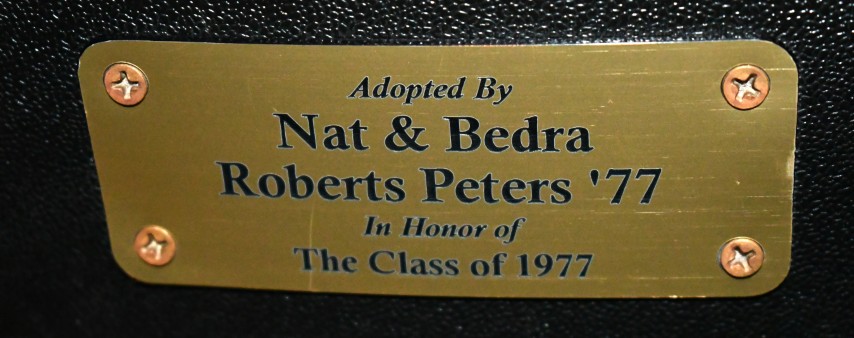 Adopted By
Nat & Bedra
Roberts Peters '77
In Honor of
The Class of 1977